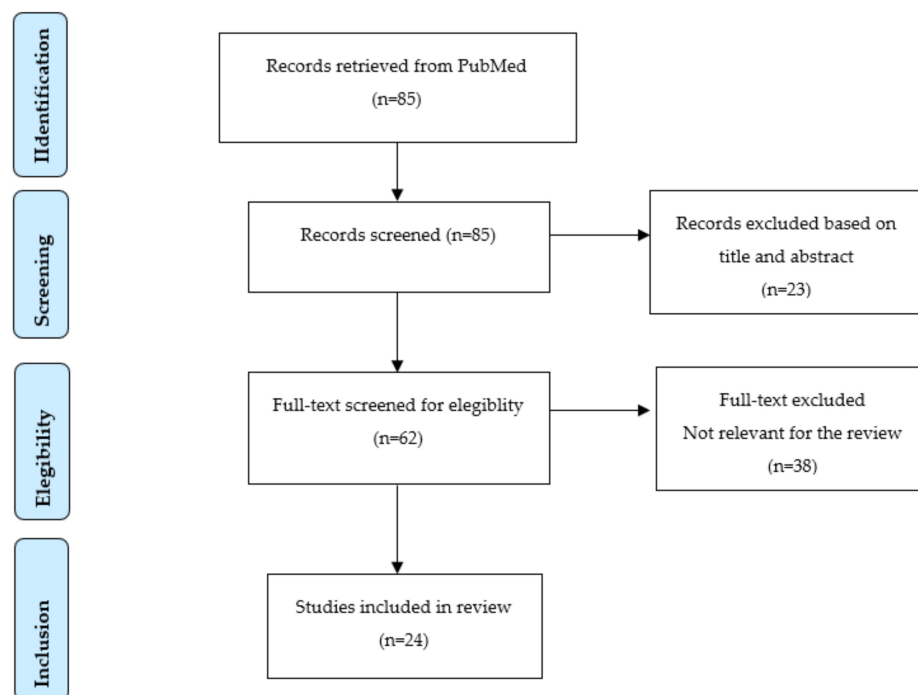 IIdentification
Records retrieved from PubMed
(n=85)
Screening
Records screened (n=85)
Records excluded based on
title and abstract
(n=23)
Elegibility
Full-text screened for elegiblity
(n=62)
Full-text excluded
Not relevant for the review
(n=38)
Inclusion
Studies included in review
(n=24)